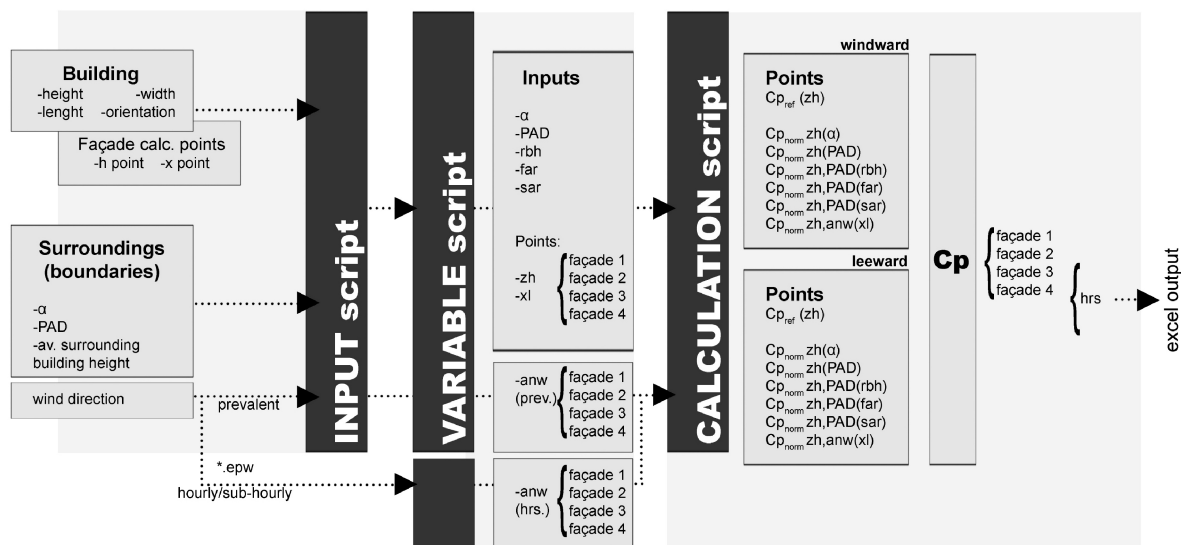 Building
-height -width
-lenght -orientation
Façade calc. points
-h point -x point
Surroundings
(boundaries)
-α
-PAD
-av. surrounding
building height
wind direction
prevalent
*.epw
hourly/sub-hourly
INPUT script
VARIABLE script
Inputs
-α
-PAD
-rbh
-far
-sar
Points:
-zh
-xl
façade 1
façade 2
façade 3
façade 4
-anw
(prev.)
façade 1
façade 2
façade 3
façade 4
-anw
(hrs.)
façade 1
façade 2
façade 3
façade 4
CALCULATION script
windward
Points
Cpref (zh)
Cpnorm zh(α)
Cpnorm zh(PAD)
Cpnorm zh,PAD(rbh)
Cpnorm zh,PAD(far)
Cpnorm zh,PAD(sar)
Cpnorm zh,anw(xl)
leeward
Points
Cpref (zh)
Cpnorm zh(α)
Cpnorm zh(PAD)
Cpnorm zh,PAD(rbh)
Cpnorm zh,PAD(far)
Cpnorm zh,PAD(sar)
Cpnorm zh,anw(xl)
Cp
façade 1
façade 2
façade 3
façade 4
hrs
excel output